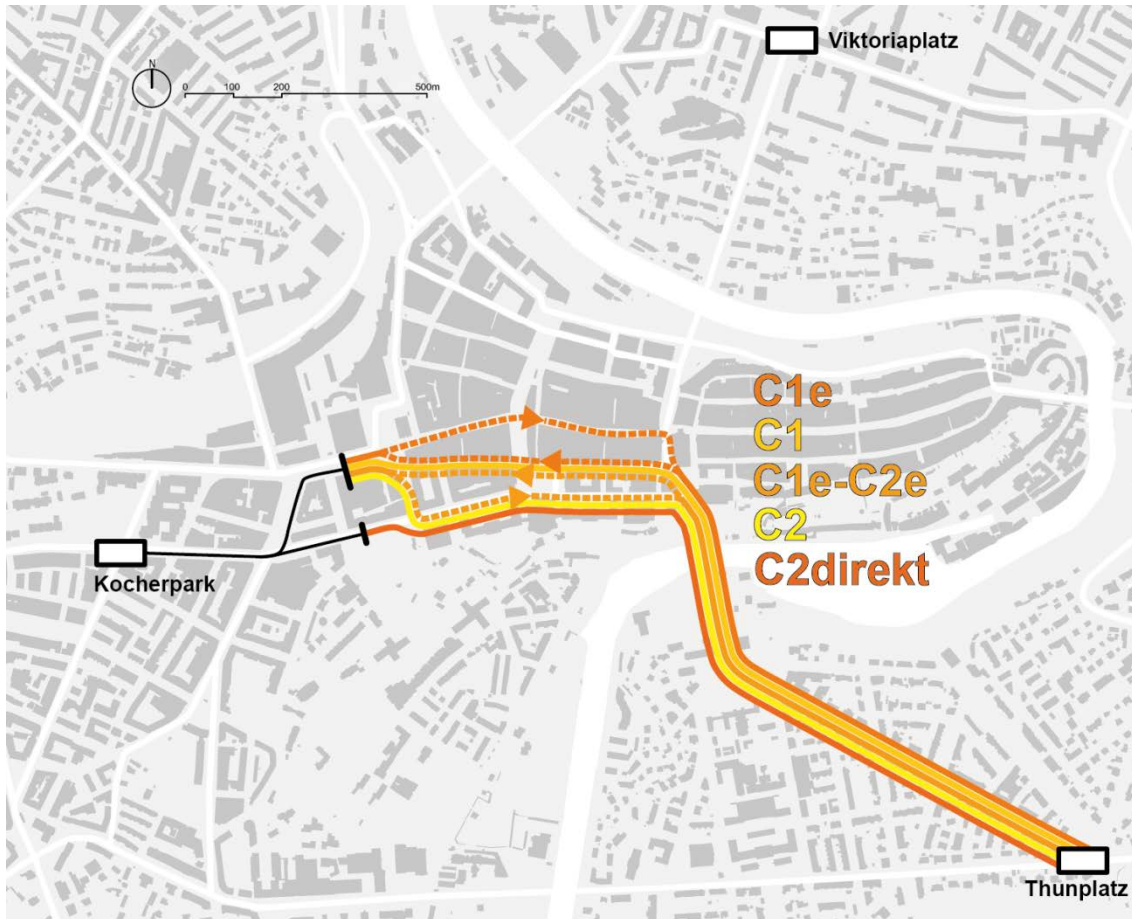 Viktoriaplatz
N
0 100 200 500m
C1e
C1
C1e-C2e
C2
C2direkt
Kocherpark
Thunplatz